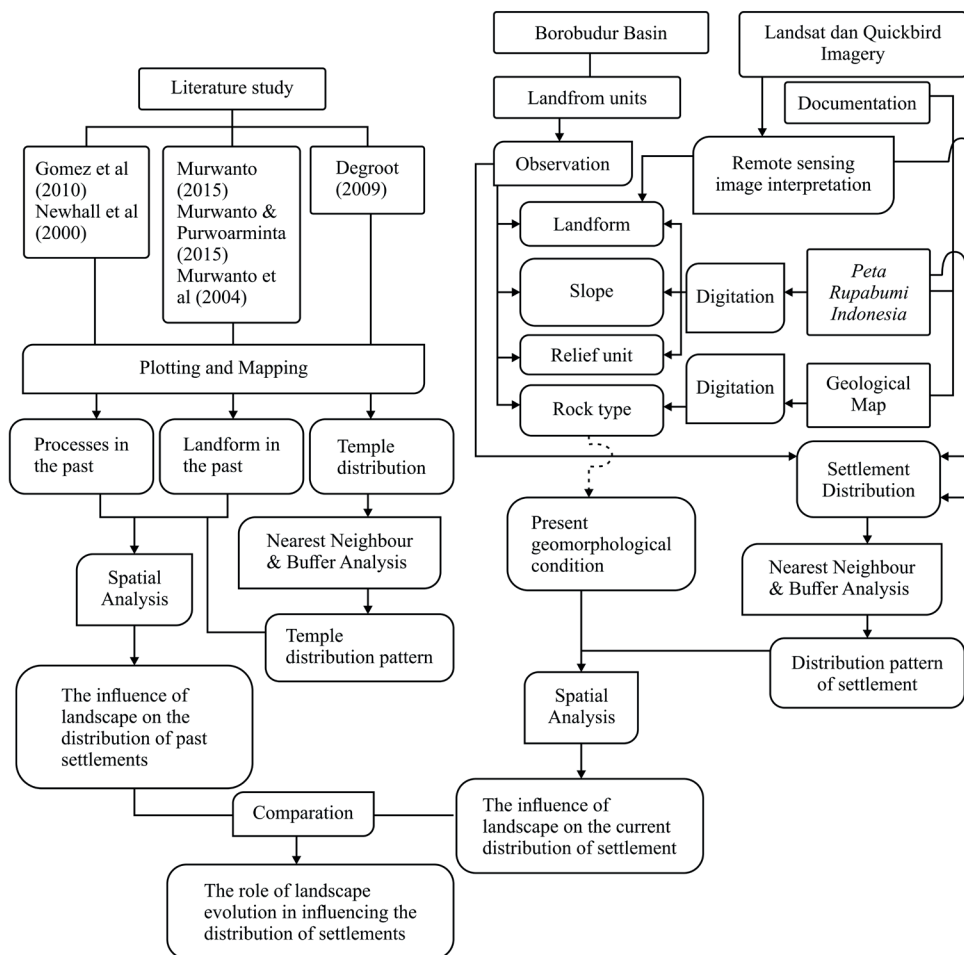 Literature study
Gomez et al
(2010)
Newhall et al
(2000)
Murwanto
(2015)
Murwanto &
Purwoarminta
(2015)
Murwanto et
al (2004)
Degroot
(2009)
Plotting and Mapping
Processes in
the past
Landform in
the past
Temple
distribution
Nearest Neighbour
& Buffer Analysis
Spatial
Analysis
Temple
distribution pattern
The influence of
landscape on the
distribution of past
settlements
Borobudur Basin
Landfrom units
Observation
Landsat dan Quickbird
Imagery
Documentation
Remote sensing
image interpretation
Landform
Slope
Relief unit
Rock type
Digitation
Peta
Rupabumi
Indonesia
Digitation
Geological
Map
Settlement
Distribution
Present
geomorphological
condition
Nearest Neighbour
& Buffer Analysis
Distribution pattern
of settlement
Spatial
Analysis
The influence of
landscape on the current
distribution of settlement
Comparation
The role of landscape
evolution in influencing the
distribution of settlements